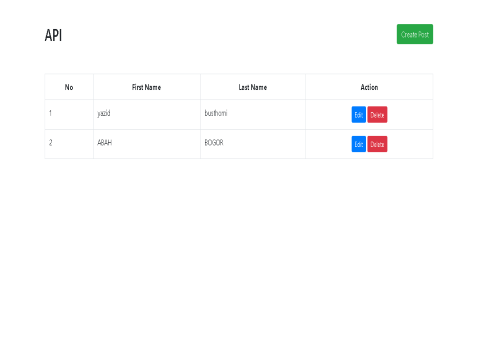 API
Create Post
No First Name Last Name Action
1 yazid busthomi Edit Delete
2 ABAH BOGOR Edit Delete